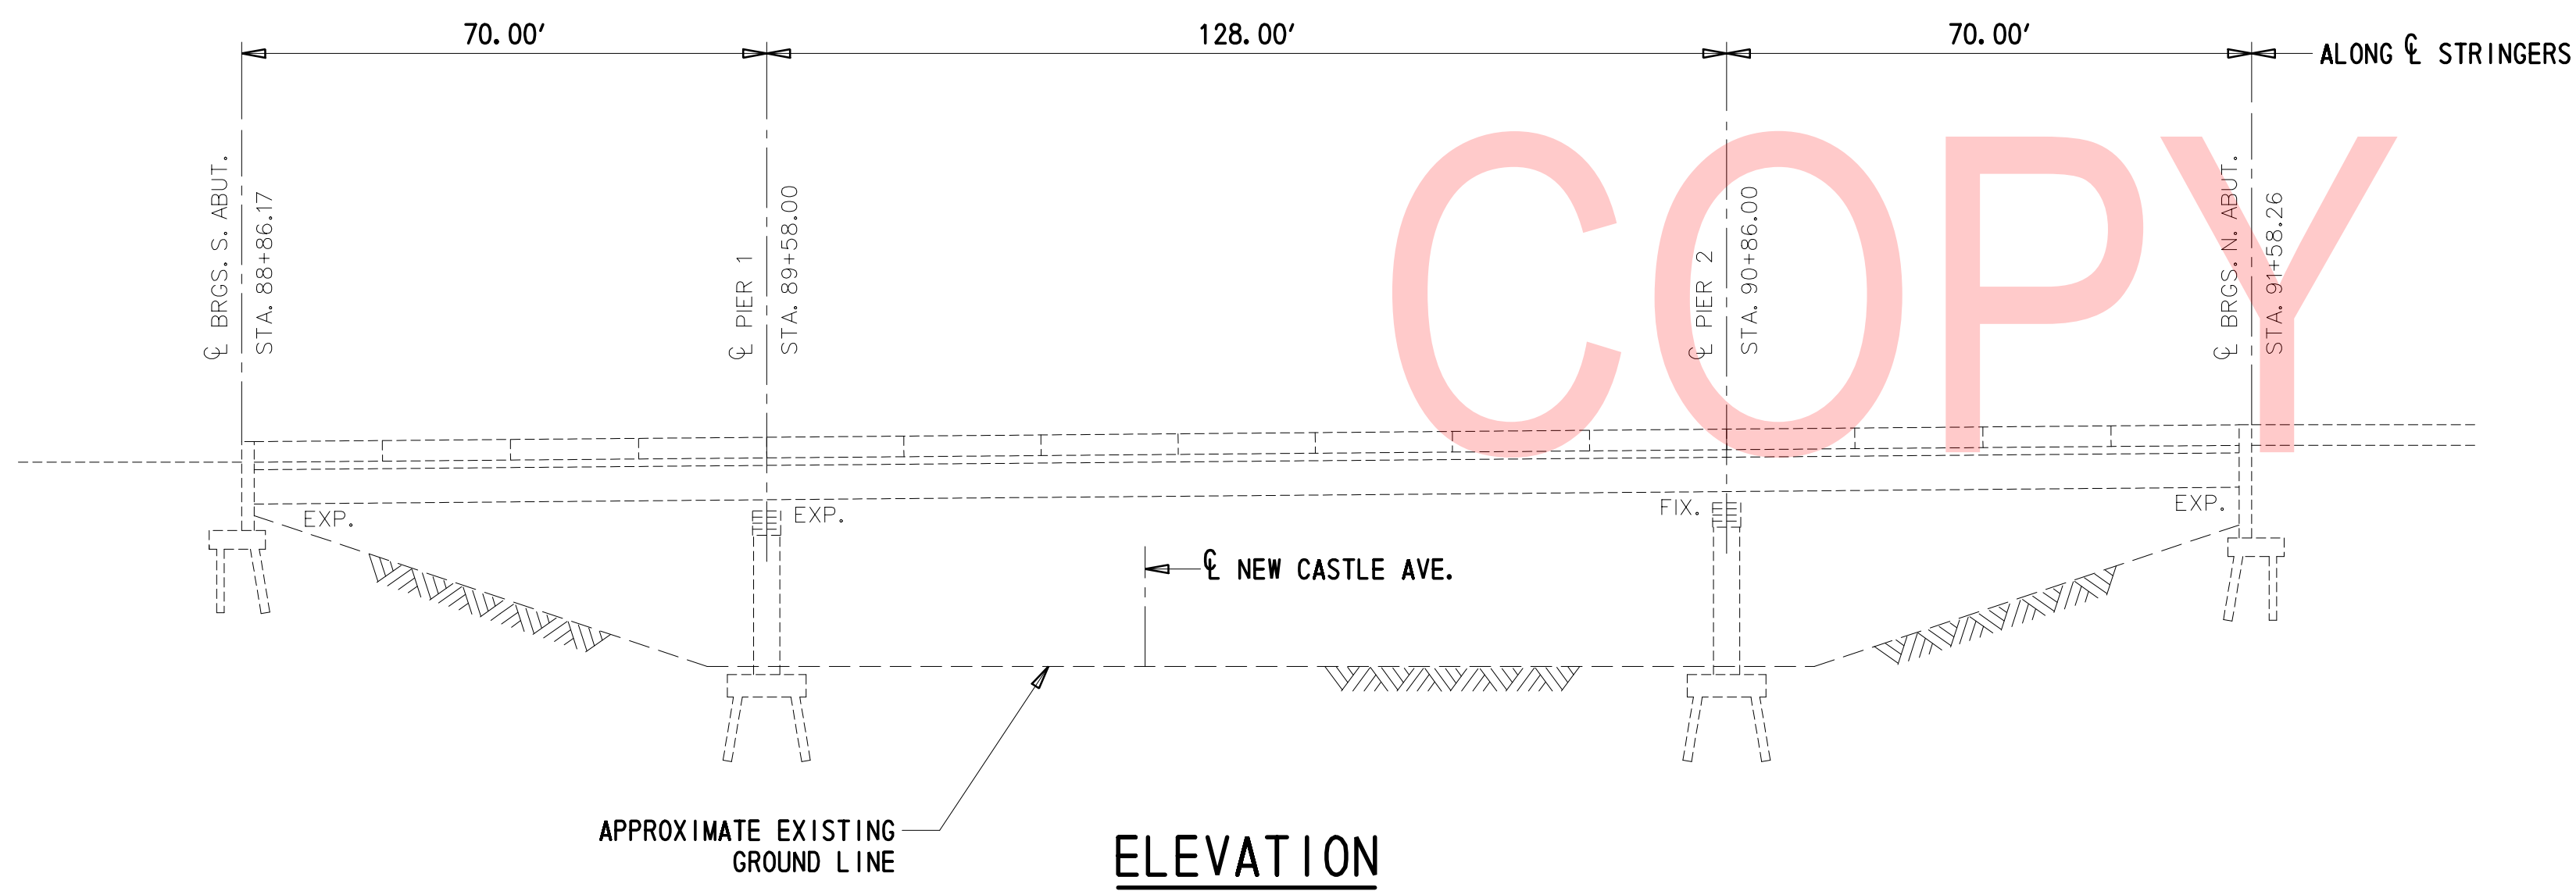 70.00'
128.00'
70.00'
ALONG ℄ STRINGERS
℄ BRGS. S. ABUT.
STA. 88+86.17
℄ PIER 1
STA. 89+58.00
℄ PIER 2
STA. 90+86.00
℄ BRGS. N. ABUT.
STA. 91+58.26
COPY
EXP.
EXP.
FIX.
EXP.
℄ NEW CASTLE AVE.
APPROXIMATE EXISTING
GROUND LINE
ELEVATION